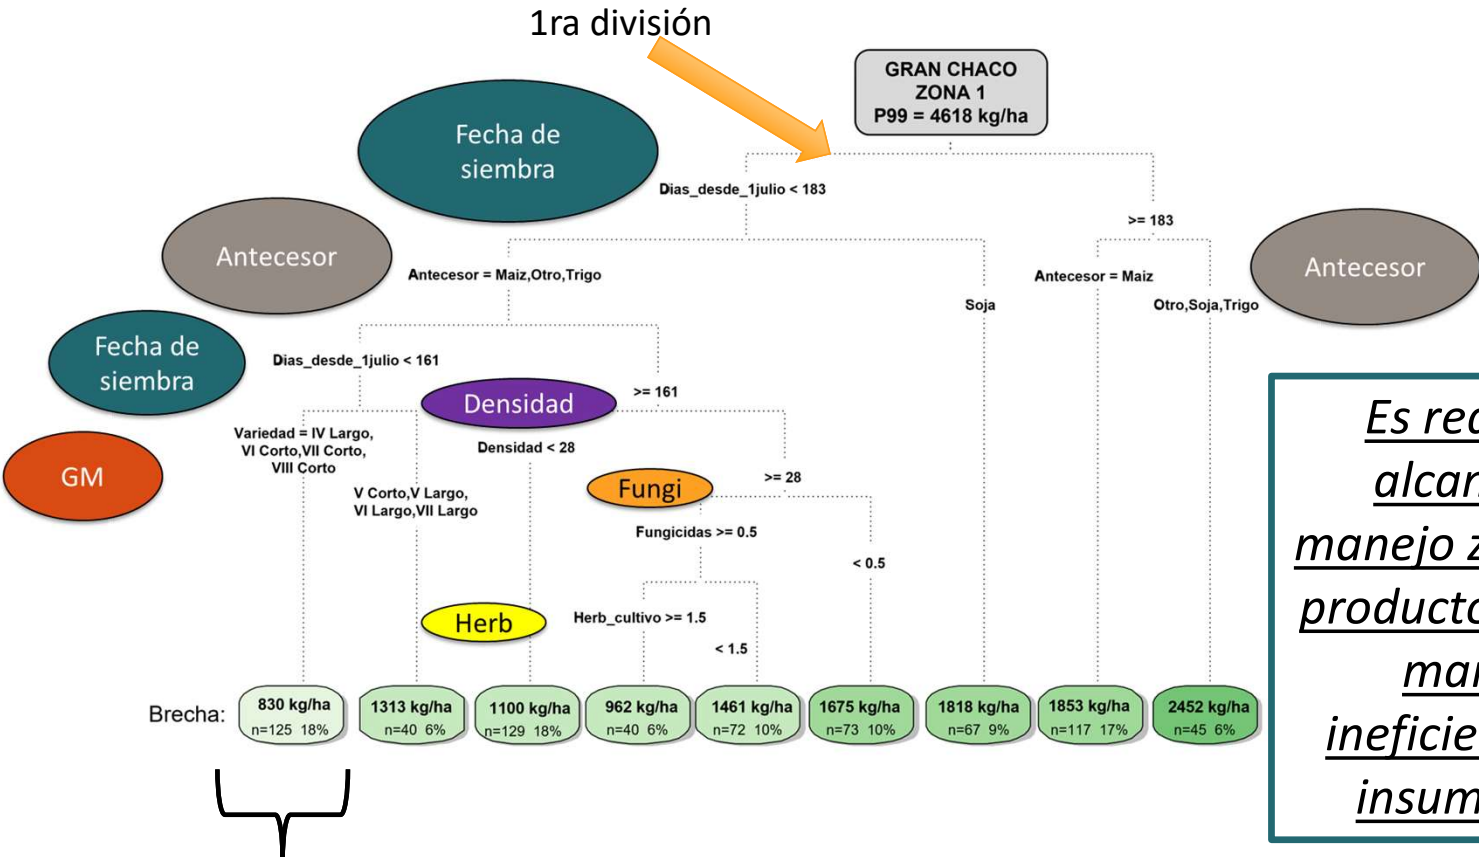 1ra división
GRAN CHACO
ZONA 1
P99 = 4618 kg/ha
Fecha de
siembra
Dias_desde_1julio < 183
>= 183
Antecesor
Antecesor = Maiz,Otro,Trigo
Soja
Antecesor = Maiz
Otro,Soja,Trigo
Antecesor
Fecha de
siembra
Dias_desde_1julio < 161
>= 161
Densidad
GM
Variedad = IV Largo,
VI Corto,VII Corto,
VIII Corto
V Corto,V Largo,
VI Largo,VII Largo
Densidad < 28
>= 28
Fungi
Fungicidas >= 0.5
< 0.5
Herb
Herb_cultivo >= 1.5
< 1.5
Brecha:
830 kg/ha
n=125 18%
1313 kg/ha
n=40 6%
1100 kg/ha
n=129 18%
962 kg/ha
n=40 6%
1461 kg/ha
n=72 10%
1675 kg/ha
n=73 10%
1818 kg/ha
n=67 9%
1853 kg/ha
n=117 17%
2452 kg/ha
n=45 6%
Es
manejo